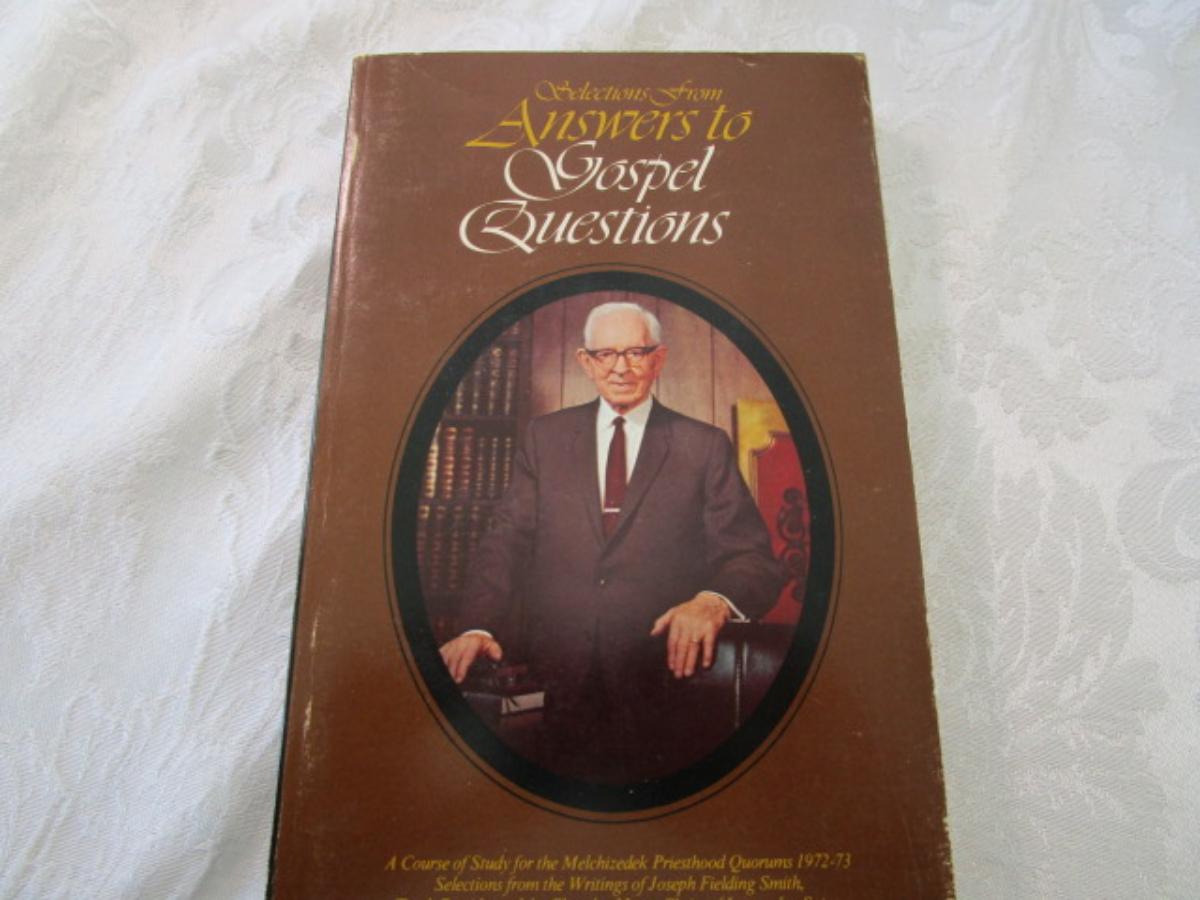 Selections From
Answers to
Gospel
Questions
A Course of Study for the Melchizedek Priesthood Quorums 1972-73
Selections from the Writings of Joseph Fielding Smith,